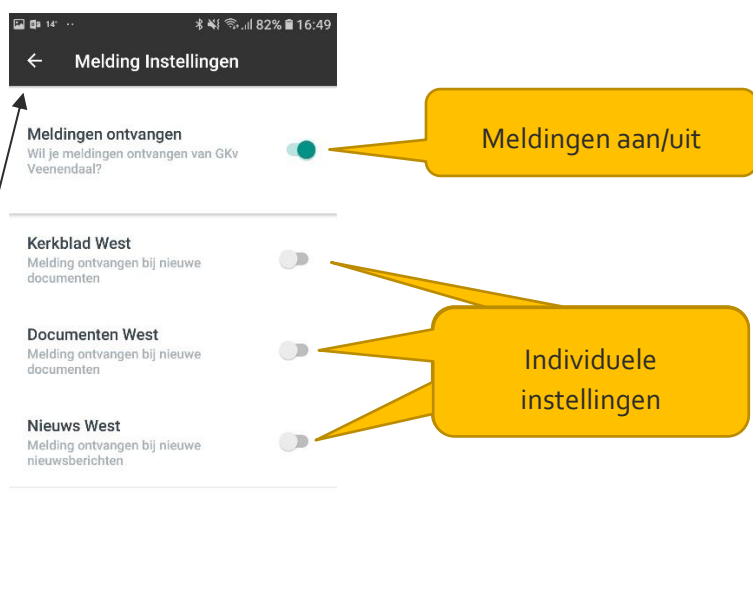 14° ··
82% 16:49
Melding Instellingen
Meldingen ontvangen
Wil je meldingen ontvangen van GKv
Veenendaal?
Meldingen aan/uit
Kerkblad West
Melding ontvangen bij nieuwe
documenten
Documenten West
Melding ontvangen bij nieuwe
documenten
Individuele
instellingen
Nieuws West
Melding ontvangen bij nieuwe
nieuwsberichten